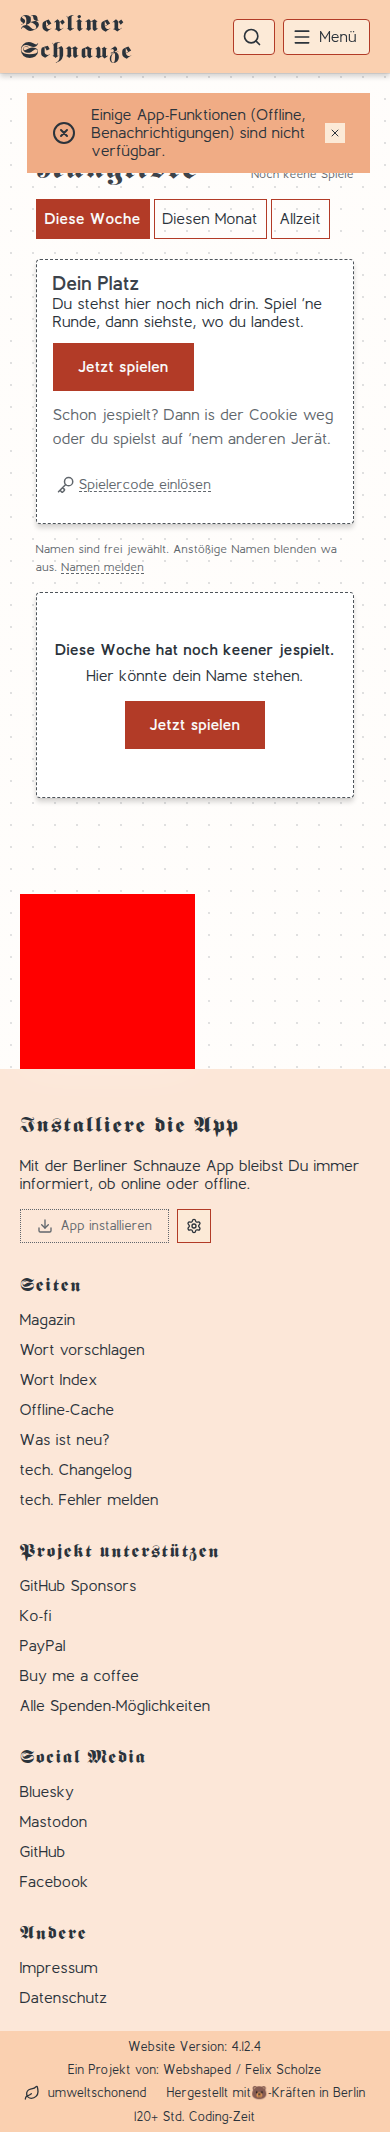 Berliner
Schnauze
Menü
Einige App-Funktionen (Offline,
Benachrichtigungen) sind nicht
verfügbar.
Noch keene Spiele
Diese Woche
Diesen Monat
Allzeit
Dein Platz
Du stehst hier noch nich drin. Spiel 'ne
Runde, dann siehste, wo du landest.
Jetzt spielen
Schon jespielt? Dann is der Cookie weg
oder du spielst auf 'nem anderen Jerät.
Spielercode einlösen
Namen sind frei jewählt. Anstößige Namen blenden wa
aus. Namen melden
Diese Woche hat noch keener jespielt.
Hier könnte dein Name stehen.
Jetzt spielen
Installiere die App
Mit der Berliner Schnauze App bleibst Du immer
informiert, ob online oder offline.
App installieren
Seiten
Magazin
Wort vorschlagen
Wort Index
Offline-Cache
Was ist neu?
tech. Changelog
tech. Fehler melden
Projekt unterstützen
GitHub Sponsors
Ko-fi
PayPal
Buy me a coffee
Alle Spenden-Möglichkeiten
Social Media
Bluesky
Mastodon
GitHub
Facebook
Andere
Impressum
Datenschutz
Website Version: 4.12.4
Ein Projekt von: Webshaped / Felix Scholze
umweltschonend Hergestellt mit🐻-Kräften in Berlin
120+ Std. Coding-Zeit